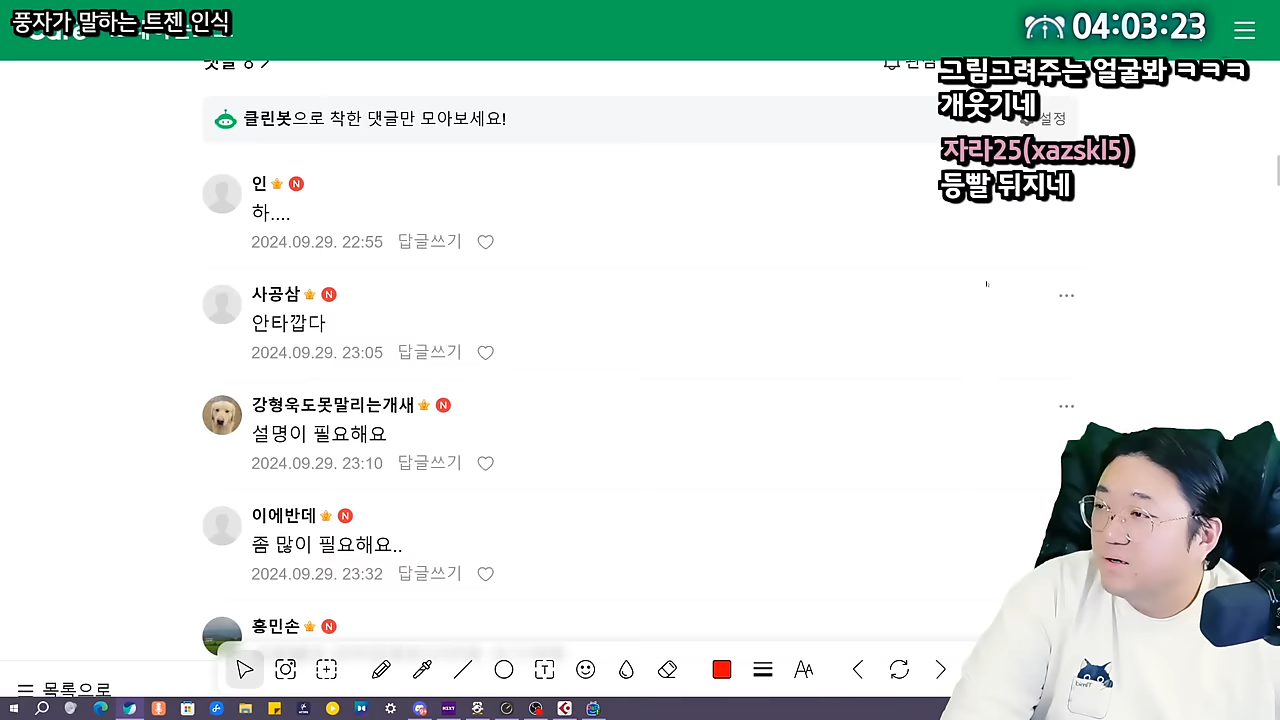 풍자가 말하는 트젠 인식
04:03:23
댓글 8
그림그려주는 얼굴봐 ㅋㅋㅋ
개웃기네
클린봇으로 착한 댓글만 모아보세요!
설정
자라25(xazskl5)
등빨 뒤지네
인
하....
2024.09.29. 22:55 답글쓰기
사공삼
안타깝다
2024.09.29. 23:05 답글쓰기
강형욱도못말리는개새
설명이 필요해요
2024.09.29. 23:10 답글쓰기
이에반데
좀 많이 필요해요..
2024.09.29. 23:32 답글쓰기
흥민손
목록으로